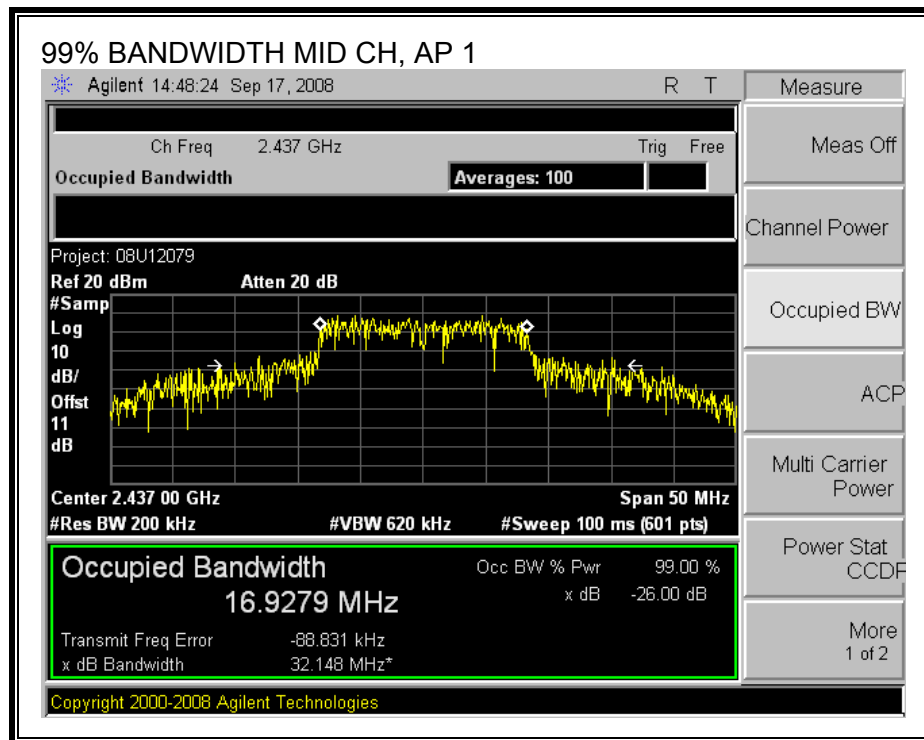 99% BANDWIDTH MID CH, AP 1
Agilent 14:48:24 Sep 17, 2008 R T
Measure
Ch Freq 2.437 GHz Trig Free
Occupied Bandwidth Averages: 100
Meas Off
Channel Power
Project: 08U12079
Ref 20 dBm Atten 20 dB
#Samp
Log
10
dB/
Offst
11
dB
Occupied BW
ACP
Multi Carrier
Power
Center 2.437 00 GHz Span 50 MHz
#Res BW 200 kHz #VBW 620 kHz #Sweep 100 ms (601 pts)
Power Stat
CCDF
Occupied Bandwidth Occ BW % Pwr 99.00 %
16.9279 MHz x dB -26.00 dB
Transmit Freq Error -88.831 kHz
x dB Bandwidth 32.148 MHz*
More
1 of 2
Copyright 2000-2008 Agilent Technologies